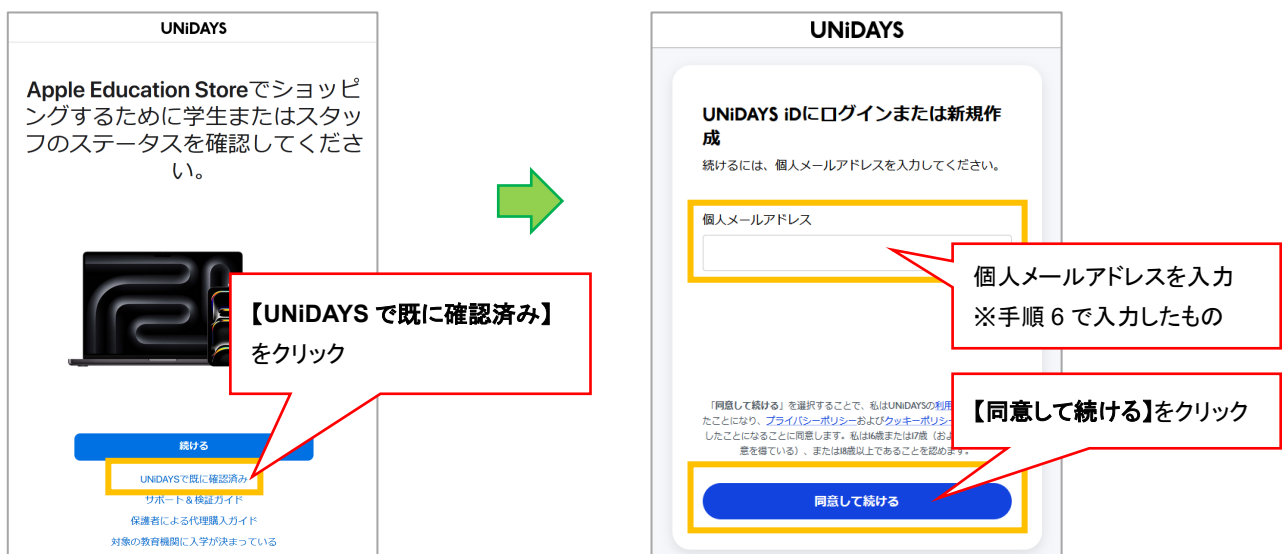 UNiDAYS
Apple Education Storeでショッピ
ングするために学生またはスタッ
フのステータスを確認してくださ
い。
【UNiDAYS で既に確認済み】
をクリック
続ける
UNiDAYSで既に確認済み
サポート＆検証ガイド
保護者による代理購入ガイド
対象の教育機関に入学が決まっている
UNiDAYS
UNiDAYS iDにログインまたは新規作
成
続けるには、個人メールアドレスを入力してください。
個人メールアドレス
個人メールアドレスを入力
※手順 6 で入力したもの
「同意して続ける」を選択することで、私はUNiDAYSの利用
たことになり、プライバシーポリシーおよびクッキーポリシー
したことになることに同意します。私は16歳または17歳（およ
意を得ている）、または18歳以上であることを認めます。
【同意して続ける】をクリック
同意して続ける